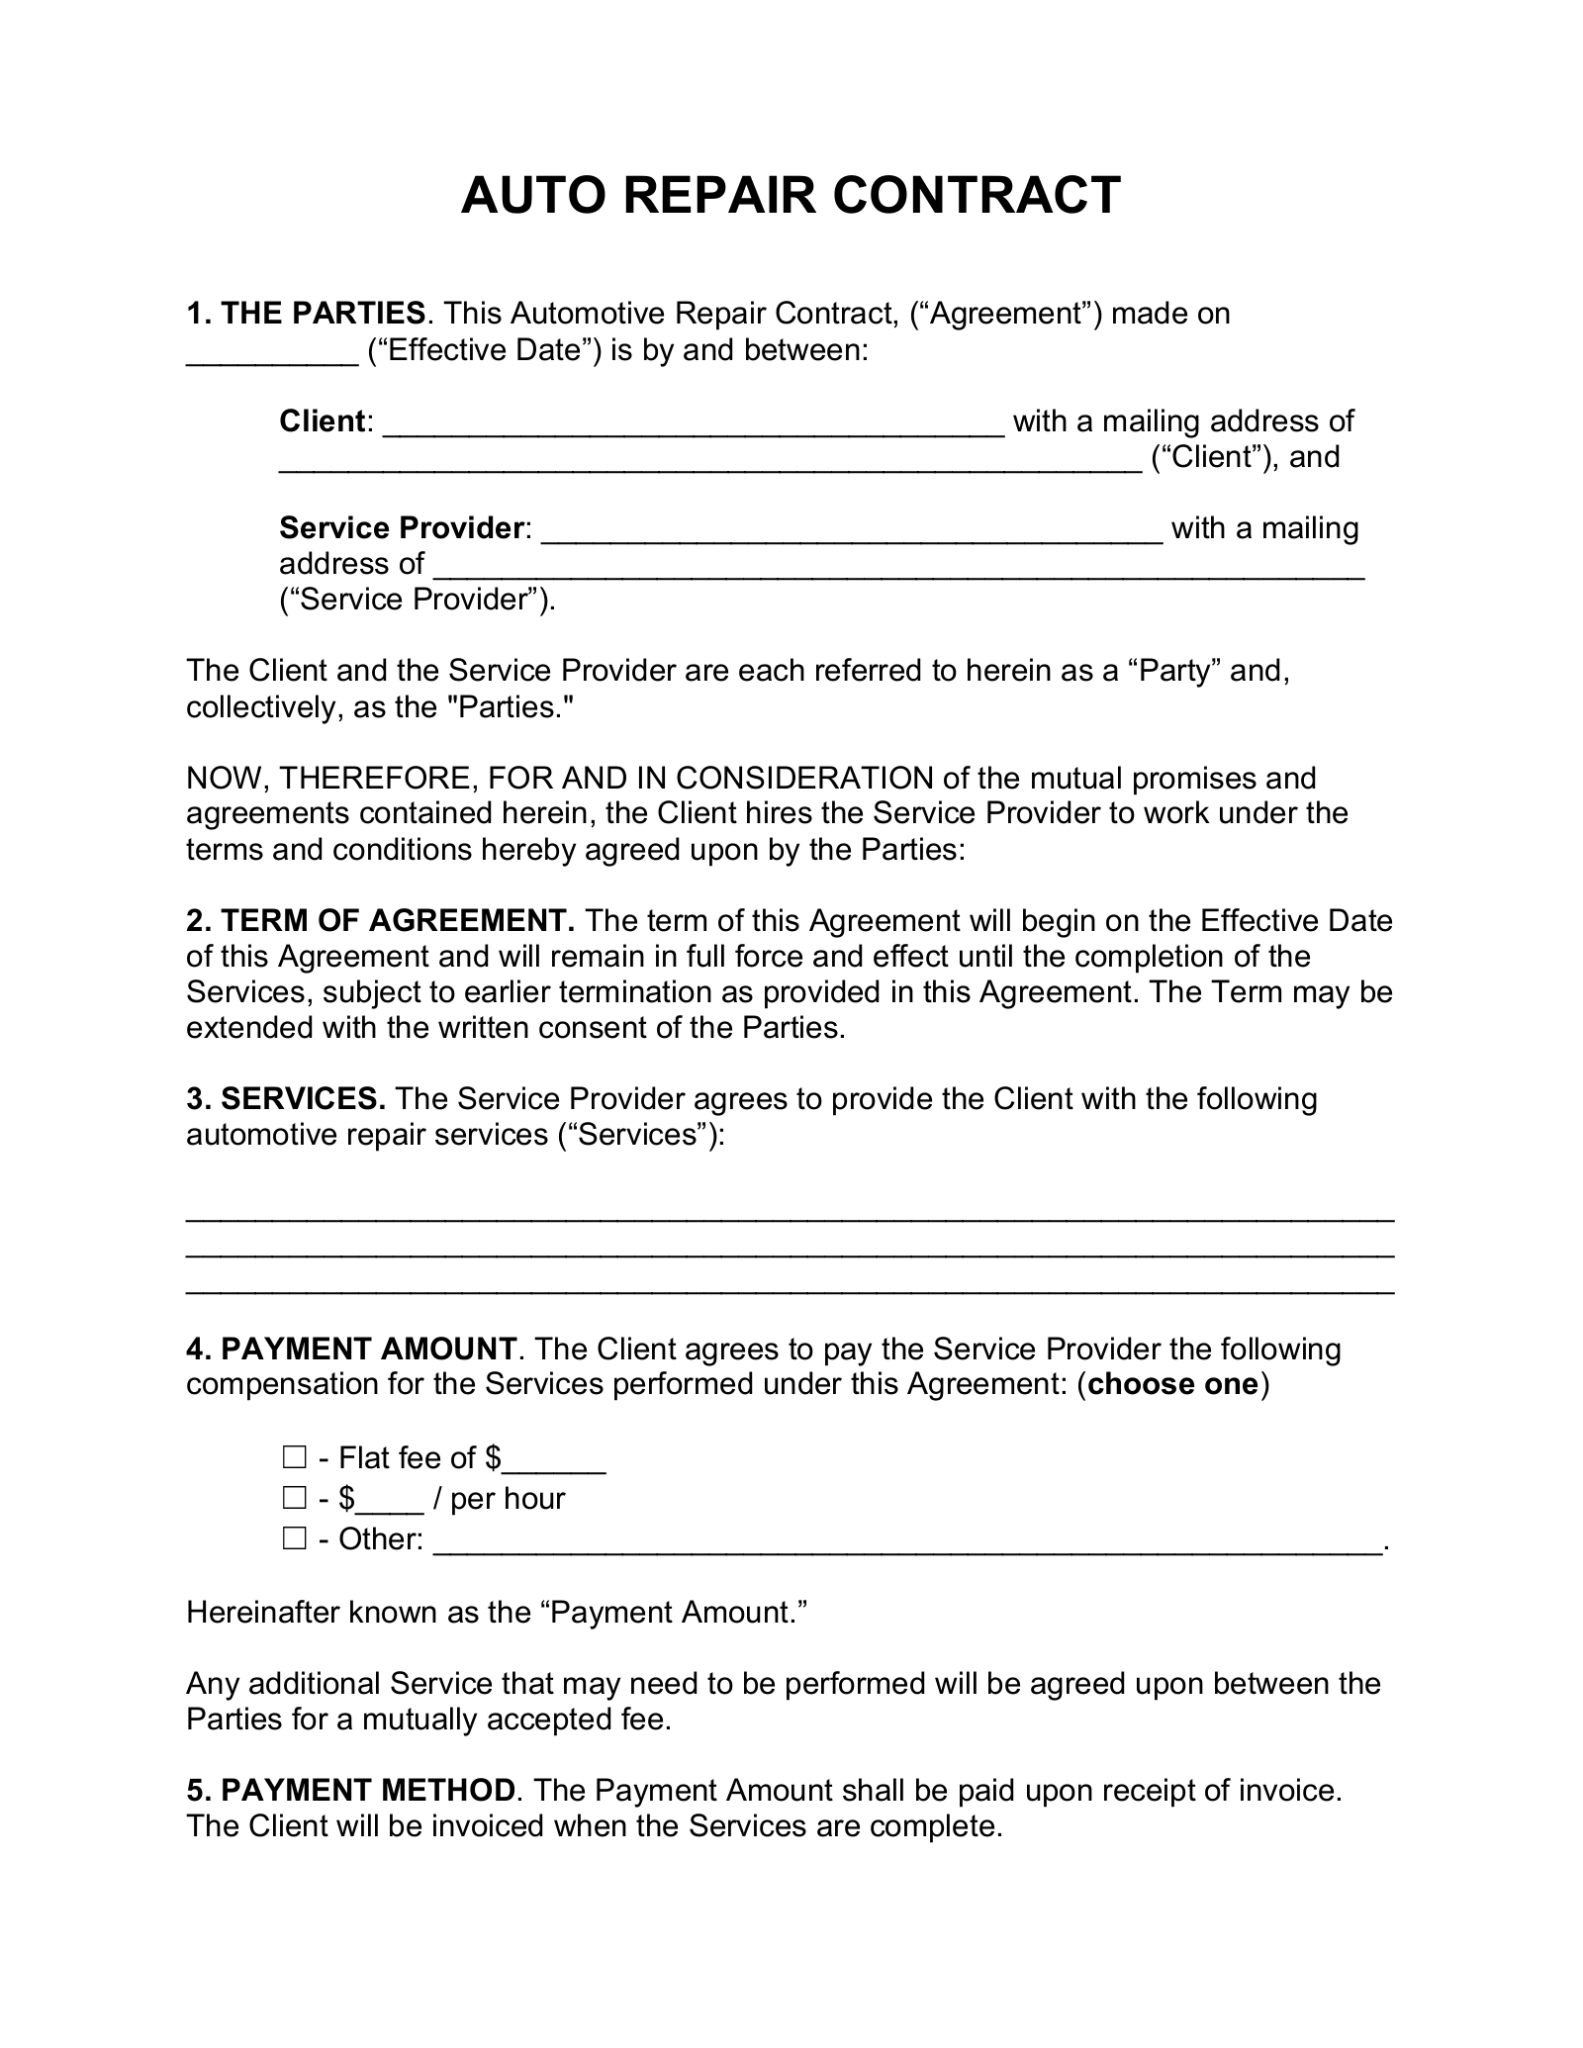 AUTO REPAIR CONTRACT
1. THE PARTIES. This Automotive Repair Contract, (“Agreement”) made on
__________ (“Effective Date”) is by and between:
Client: ____________________________________ with a mailing address of
__________________________________________________ (“Client”), and
Service Provider: ____________________________________ with a mailing
address of ______________________________________________________
(“Service Provider”).
The Client and the Service Provider are each referred to herein as a “Party” and,
collectively, as the "Parties."
NOW, THEREFORE, FOR AND IN CONSIDERATION of the mutual promises and
agreements contained herein, the Client hires the Service Provider to work under the
terms and conditions hereby agreed upon by the Parties:
2. TERM OF AGREEMENT. The term of this Agreement will begin on the Effective Date
of this Agreement and will remain in full force and effect until the completion of the
Services, subject to earlier termination as provided in this Agreement. The Term may be
extended with the written consent of the Parties.
3. SERVICES. The Service Provider agrees to provide the Client with the following
automotive repair services (“Services”):
______________________________________________________________________
______________________________________________________________________
______________________________________________________________________
4. PAYMENT AMOUNT. The Client agrees to pay the Service Provider the following
compensation for the Services performed under this Agreement: (choose one)
☐ - Flat fee of $______
☐ - $____ / per hour
☐ - Other: _______________________________________________________.
Hereinafter known as the “Payment Amount.”
Any additional Service that may need to be performed will be agreed upon between the
Parties for a mutually accepted fee.
5. PAYMENT METHOD. The Payment Amount shall be paid upon receipt of invoice.
The Client will be invoiced when the Services are complete.